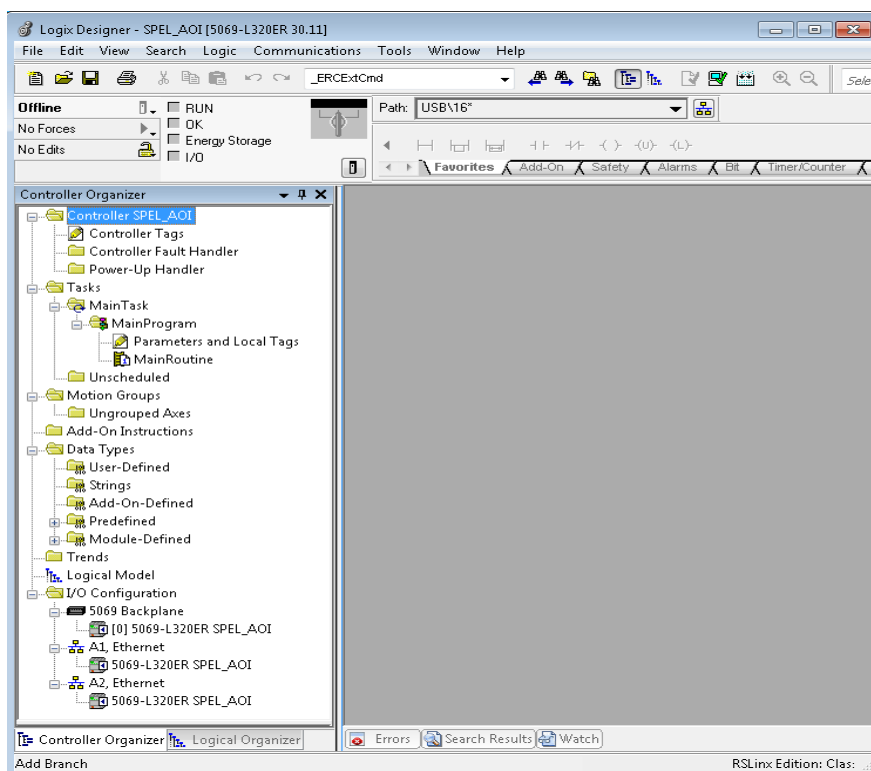 Logix Designer - SPEL_AOI [5069-L320ER 30.11]
File Edit View Search Logic Communications Tools Window Help
_ERCExtCmd
Offline
RUN
Path: USB\16*
No Forces
OK
Energy Storage
No Edits
I/O
Favorites Add-On Safety Alarms Bit Timer/Counter
Controller Organizer
Controller SPEL_AOI
Controller Tags
Controller Fault Handler
Power-Up Handler
Tasks
MainTask
MainProgram
Parameters and Local Tags
MainRoutine
Unscheduled
Motion Groups
Ungrouped Axes
Add-On Instructions
Data Types
User-Defined
Strings
Add-On-Defined
Predefined
Module-Defined
Trends
Logical Model
I/O Configuration
5069 Backplane
[0] 5069-L320ER SPEL_AOI
A1, Ethernet
5069-L320ER SPEL_AOI
A2, Ethernet
5069-L320ER SPEL_AOI
Controller Organizer Logical Organizer
Errors Search Results Watch
Add Branch
RSLinx Edition: Clas: